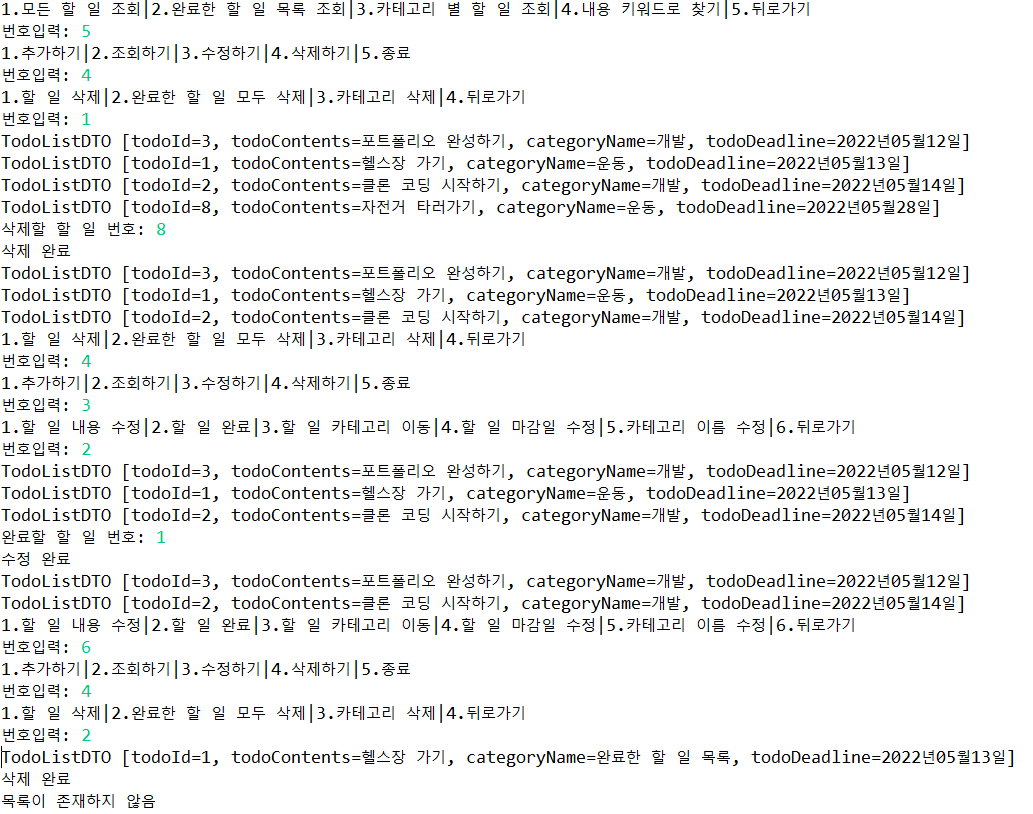 1.모든 할 일 조회|2.완료한 할 일 목록 조회|3.카테고리 별 할 일 조회|4.내용 키워드로 찾기|5.뒤로가기
번호입력: 5
1.추가하기|2.조회하기|3.수정하기|4.삭제하기|5.종료
번호입력: 4
1.할 일 삭제|2.완료한 할 일 모두 삭제|3.카테고리 삭제|4.뒤로가기
번호입력: 1
TodoListDTO [todoId=3, todoContents=포트폴리오 완성하기, categoryName=개발, todoDeadline=2022년05월12일]
TodoListDTO [todoId=1, todoContents=헬스장 가기, categoryName=운동, todoDeadline=2022년05월13일]
TodoListDTO [todoId=2, todoContents=클론 코딩 시작하기, categoryName=개발, todoDeadline=2022년05월14일]
TodoListDTO [todoId=8, todoContents=자전거 타러가기, categoryName=운동, todoDeadline=2022년05월28일]
삭제할 할 일 번호: 8
삭제 완료
TodoListDTO [todoId=3, todoContents=포트폴리오 완성하기, categoryName=개발, todoDeadline=2022년05월12일]
TodoListDTO [todoId=1, todoContents=헬스장 가기, categoryName=운동, todoDeadline=2022년05월13일]
TodoListDTO [todoId=2, todoContents=클론 코딩 시작하기, categoryName=개발, todoDeadline=2022년05월14일]
1.할 일 삭제|2.완료한 할 일 모두 삭제|3.카테고리 삭제|4.뒤로가기
번호입력: 4
1.추가하기|2.조회하기|3.수정하기|4.삭제하기|5.종료
번호입력: 3
1.할 일 내용 수정|2.할 일 완료|3.할 일 카테고리 이동|4.할 일 마감일 수정|5.카테고리 이름 수정|6.뒤로가기
번호입력: 2
TodoListDTO [todoId=3, todoContents=포트폴리오 완성하기, categoryName=개발, todoDeadline=2022년05월12일]
TodoListDTO [todoId=1, todoContents=헬스장 가기, categoryName=운동, todoDeadline=2022년05월13일]
TodoListDTO [todoId=2, todoContents=클론 코딩 시작하기, categoryName=개발, todoDeadline=2022년05월14일]
완료할 할 일 번호: 1
수정 완료
TodoListDTO [todoId=3, todoContents=포트폴리오 완성하기, categoryName=개발, todoDeadline=2022년05월12일]
TodoListDTO [todoId=2, todoContents=클론 코딩 시작하기, categoryName=개발, todoDeadline=2022년05월14일]
1.할 일 내용 수정|2.할 일 완료|3.할 일 카테고리 이동|4.할 일 마감일 수정|5.카테고리 이름 수정|6.뒤로가기
번호입력: 6
1.추가하기|2.조회하기|3.수정하기|4.삭제하기|5.종료
번호입력: 4
1.할 일 삭제|2.완료한 할 일 모두 삭제|3.카테고리 삭제|4.뒤로가기
번호입력: 2
TodoListDTO [todoId=1, todoContents=헬스장 가기, categoryName=완료한 할 일 목록, todoDeadline=2022년05월13일]
삭제 완료
목록이 존재하지 않음